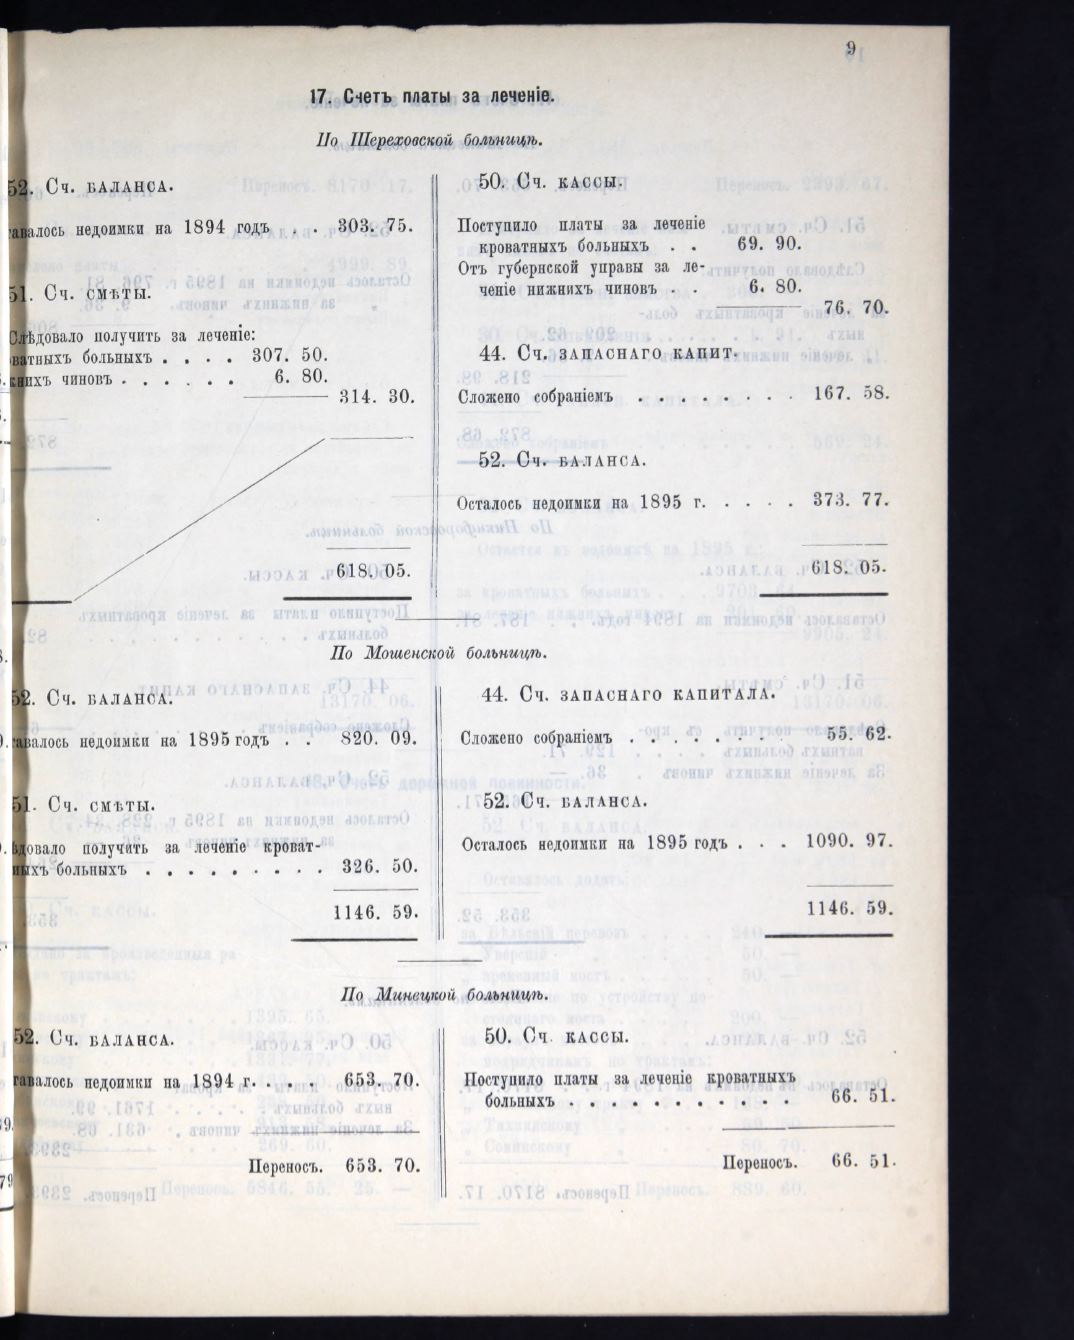 9
17. Счетъ платы за леченіе.
По Шереховской больницѣ.
52. Сч. БАЛАНСА.
недоимки на 1894 годъ . . 303. 75.
51. Сч. СМѢТЫ.
Слѣдовало получить за леченіе:
больныхъ . . . . 307. 50.
чиновъ . . . . . . 6. 80.
314. 30.
618. 05.
50. Сч. КАССЫ.
Поступило платы за леченіе
кроватныхъ больныхъ . . 69. 90.
Отъ губернской управы за ле-
ченіе нижнихъ чиновъ . . 6. 80.
76. 70.
44. Сч. ЗАПАСНАГО КАПИТ.
Сложено собраніемъ . . . . . . . . 167. 58.
52. Сч. БАЛАНСА.
Осталось недоимки на 1895 г. . . . . 373. 77.
618. 05.
По Мошенской больницѣ.
52. Сч. БАЛАНСА.
недоимки на 1895 годъ . . 820. 09.
51. Сч. СМѢТЫ.
получить за леченіе кроват-
ныхъ больныхъ . . . . . . . . . 326. 50.
1146. 59.
44. Сч. ЗАПАСНАГО КАПИТАЛА.
Сложено собраніемъ . . . . . . . . 55. 62.
52. Сч. БАЛАНСА.
Осталось недоимки на 1895 годъ . . . 1090. 97.
1146. 59.
По Минецкой больницѣ.
52. Сч. БАЛАНСА.
недоимки на 1894 г. . . . 653. 70.
Переносъ. 653. 70.
50. Сч. КАССЫ.
Поступило платы за леченіе кроватныхъ
больныхъ . . . . . . . . . . . 66. 51.
Переносъ. 66. 51.